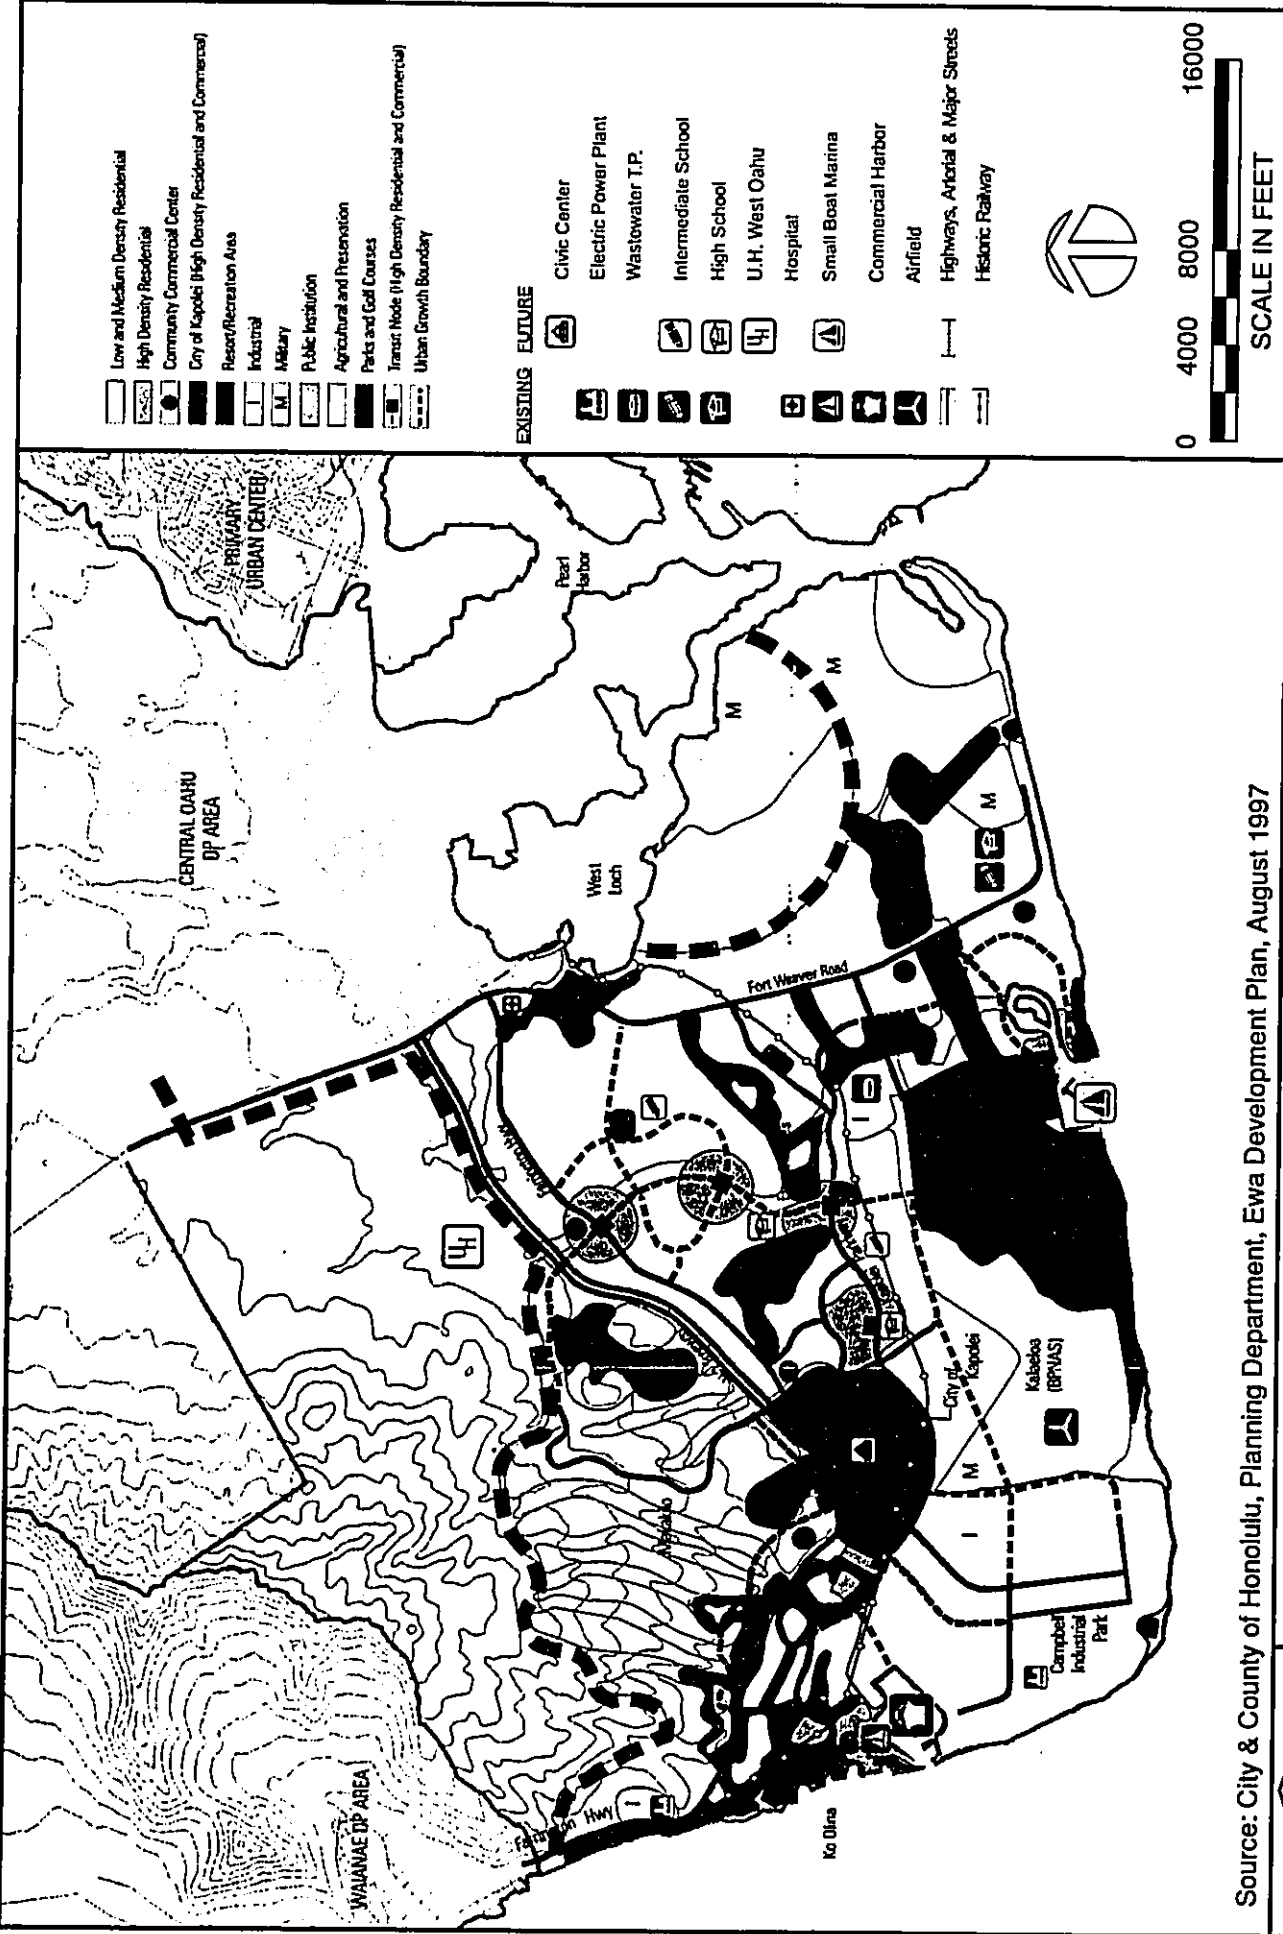 Low and Medium Density Residential
High Density Residential
Community Commercial Center
City of Kapolei (High Density Residential and Commercial)
Resort/Recreation Area
I Industrial
M Military
Public Institution
Agricultural and Preservation
Parks and Golf Courses
Transit Node (High Density Residential and Commercial)
Urban Growth Boundary
EXISTING FUTURE
Civic Center
Electric Power Plant
Wastewater T.P.
Intermediate School
High School
U.H. West Oahu
Hospital
Small Boat Marina
Commercial Harbor
Airfield
Highways, Arterial & Major Streets
Historic Railway
0 4000 8000 16000
SCALE IN FEET
WAIANAE DP AREA
CENTRAL OAHU
DP AREA
PRIMARY
URBAN CENTER
Pearl
Harbor
West
Loch
Fort Weaver Road
Farrington Hwy
Farrington Hwy
Makakilo
City of
Kapolei
Kalaeloa
(BPNAS)
Campbell
Industrial
Park
Ko Olina
M
M
M
M
I
I
I
Source: City & County of Honolulu, Planning Department, Ewa Development Plan, August 1997